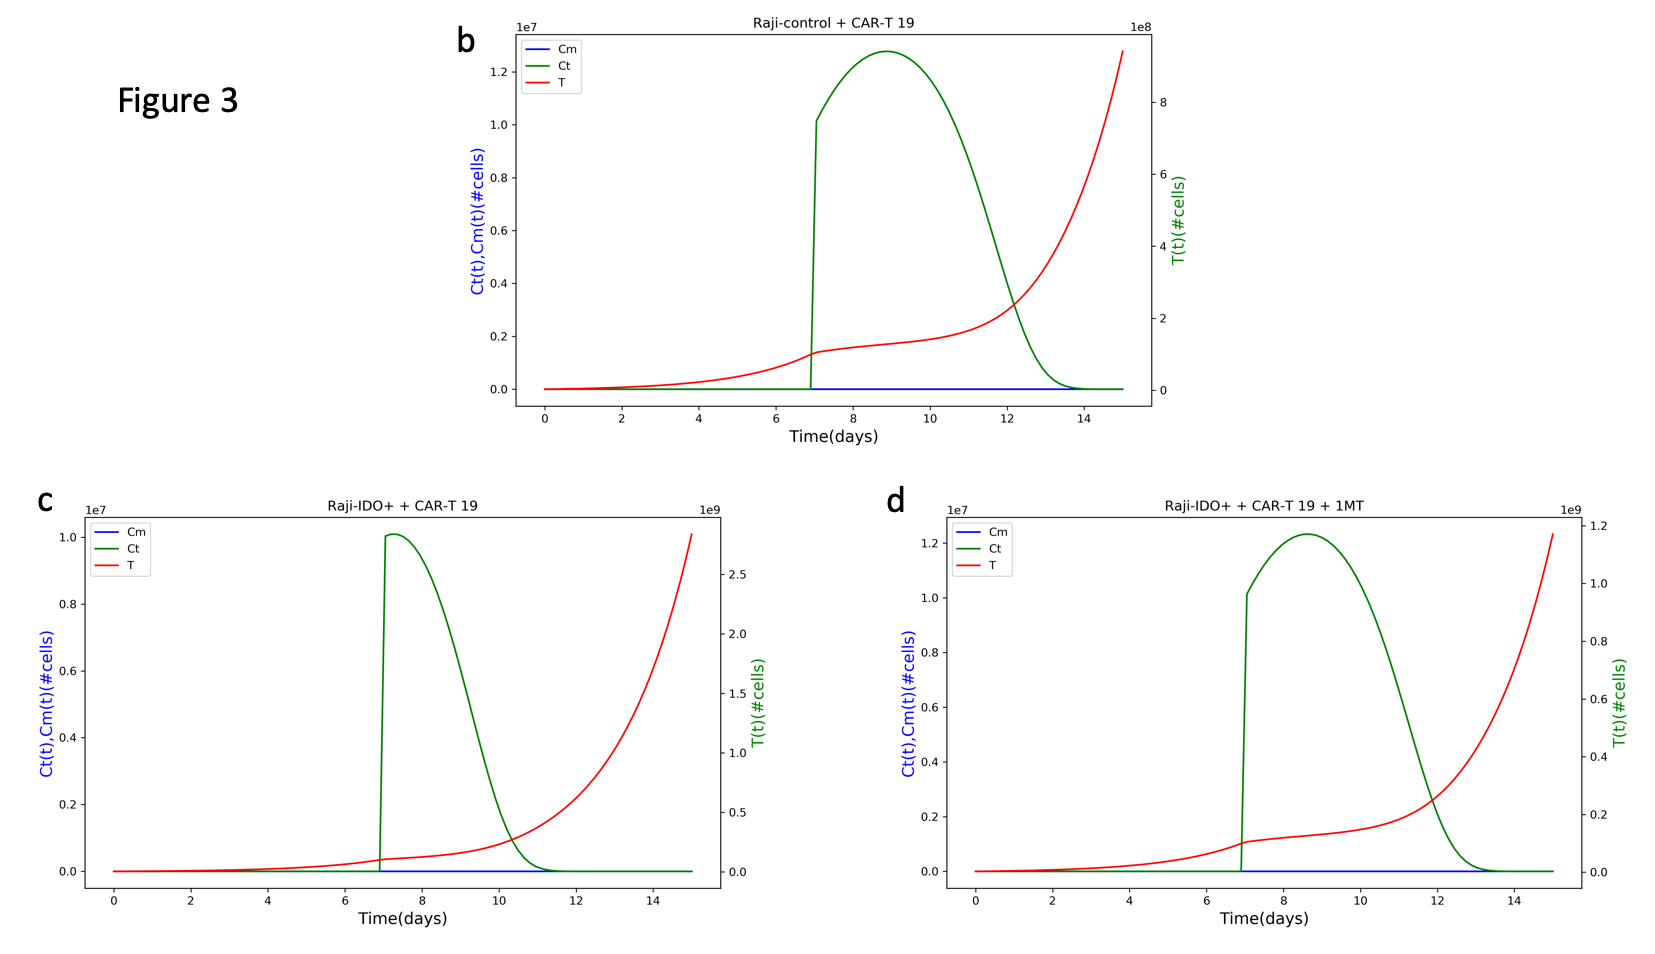 Figure 3
b
Raji-control + CAR-T 19
1e7
1e8
Cm
Ct
T
Ct(t),Cm(t)(#cells)
1.2
1.0
0.8
0.6
0.4
0.2
0.0
T(t)(#cells)
8
6
4
2
0
0 2 4 6 8 10 12 14
Time(days)
c
Raji-IDO+ + CAR-T 19
1e7
1e9
Cm
Ct
T
Ct(t),Cm(t)(#cells)
1.0
0.8
0.6
0.4
0.2
0.0
T(t)(#cells)
2.5
2.0
1.5
1.0
0.5
0.0
0 2 4 6 8 10 12 14
Time(days)
d
Raji-IDO+ + CAR-T 19 + 1MT
1e7
1e9
Cm
Ct
T
Ct(t),Cm(t)(#cells)
1.2
1.0
0.8
0.6
0.4
0.2
0.0
T(t)(#cells)
1.2
1.0
0.8
0.6
0.4
0.2
0.0
0 2 4 6 8 10 12 14
Time(days)